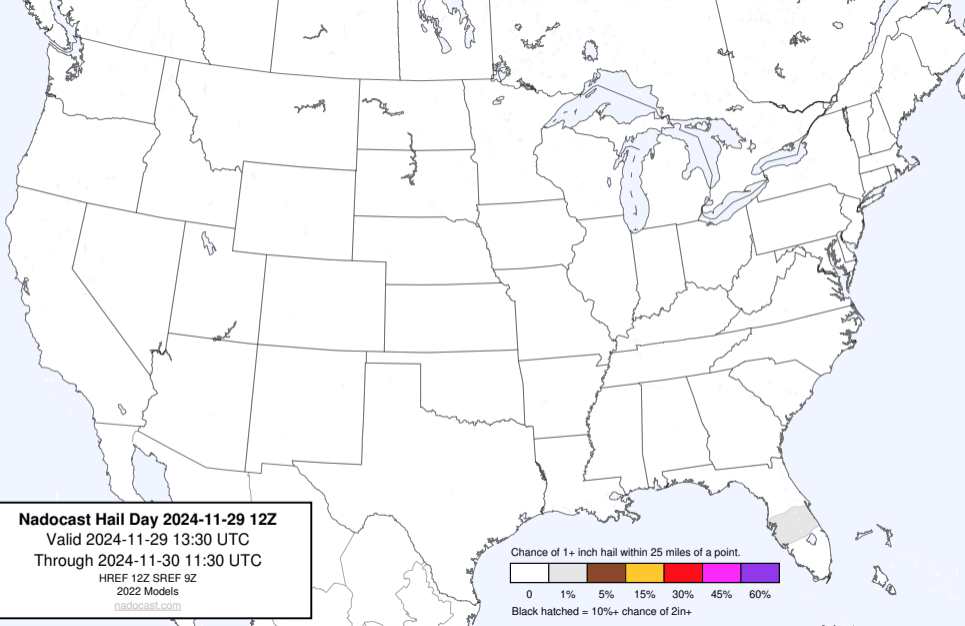 Nadocast Hail Day 2024-11-29 12Z
Valid 2024-11-29 13:30 UTC
Through 2024-11-30 11:30 UTC
HREF 12Z SREF 9Z
2022 Models
nadocast.com
Chance of 1+ inch hail within 25 miles of a point.
0 1% 5% 15% 30% 45% 60%
Black hatched = 10%+ chance of 2in+